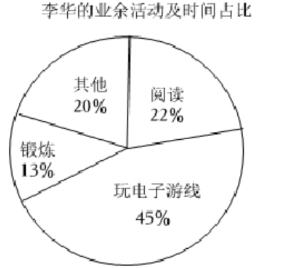 李华的业余活动及时间占比
其他
20%
阅读
22%
锻炼
13%
玩电子游线
45%